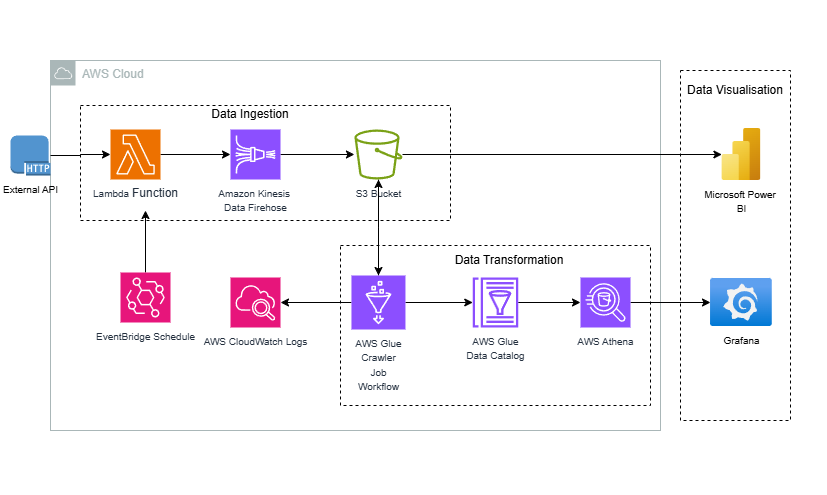 AWS Cloud
Data Visualisation
Data Ingestion
HTTP
External API
Lambda Function
Amazon Kinesis
Data Firehose
S3 Bucket
Microsoft Power
BI
Data Transformation
EventBridge Schedule
AWS CloudWatch Logs
AWS Glue
Crawler
Job
Workflow
AWS Glue
Data Catalog
AWS Athena
Grafana